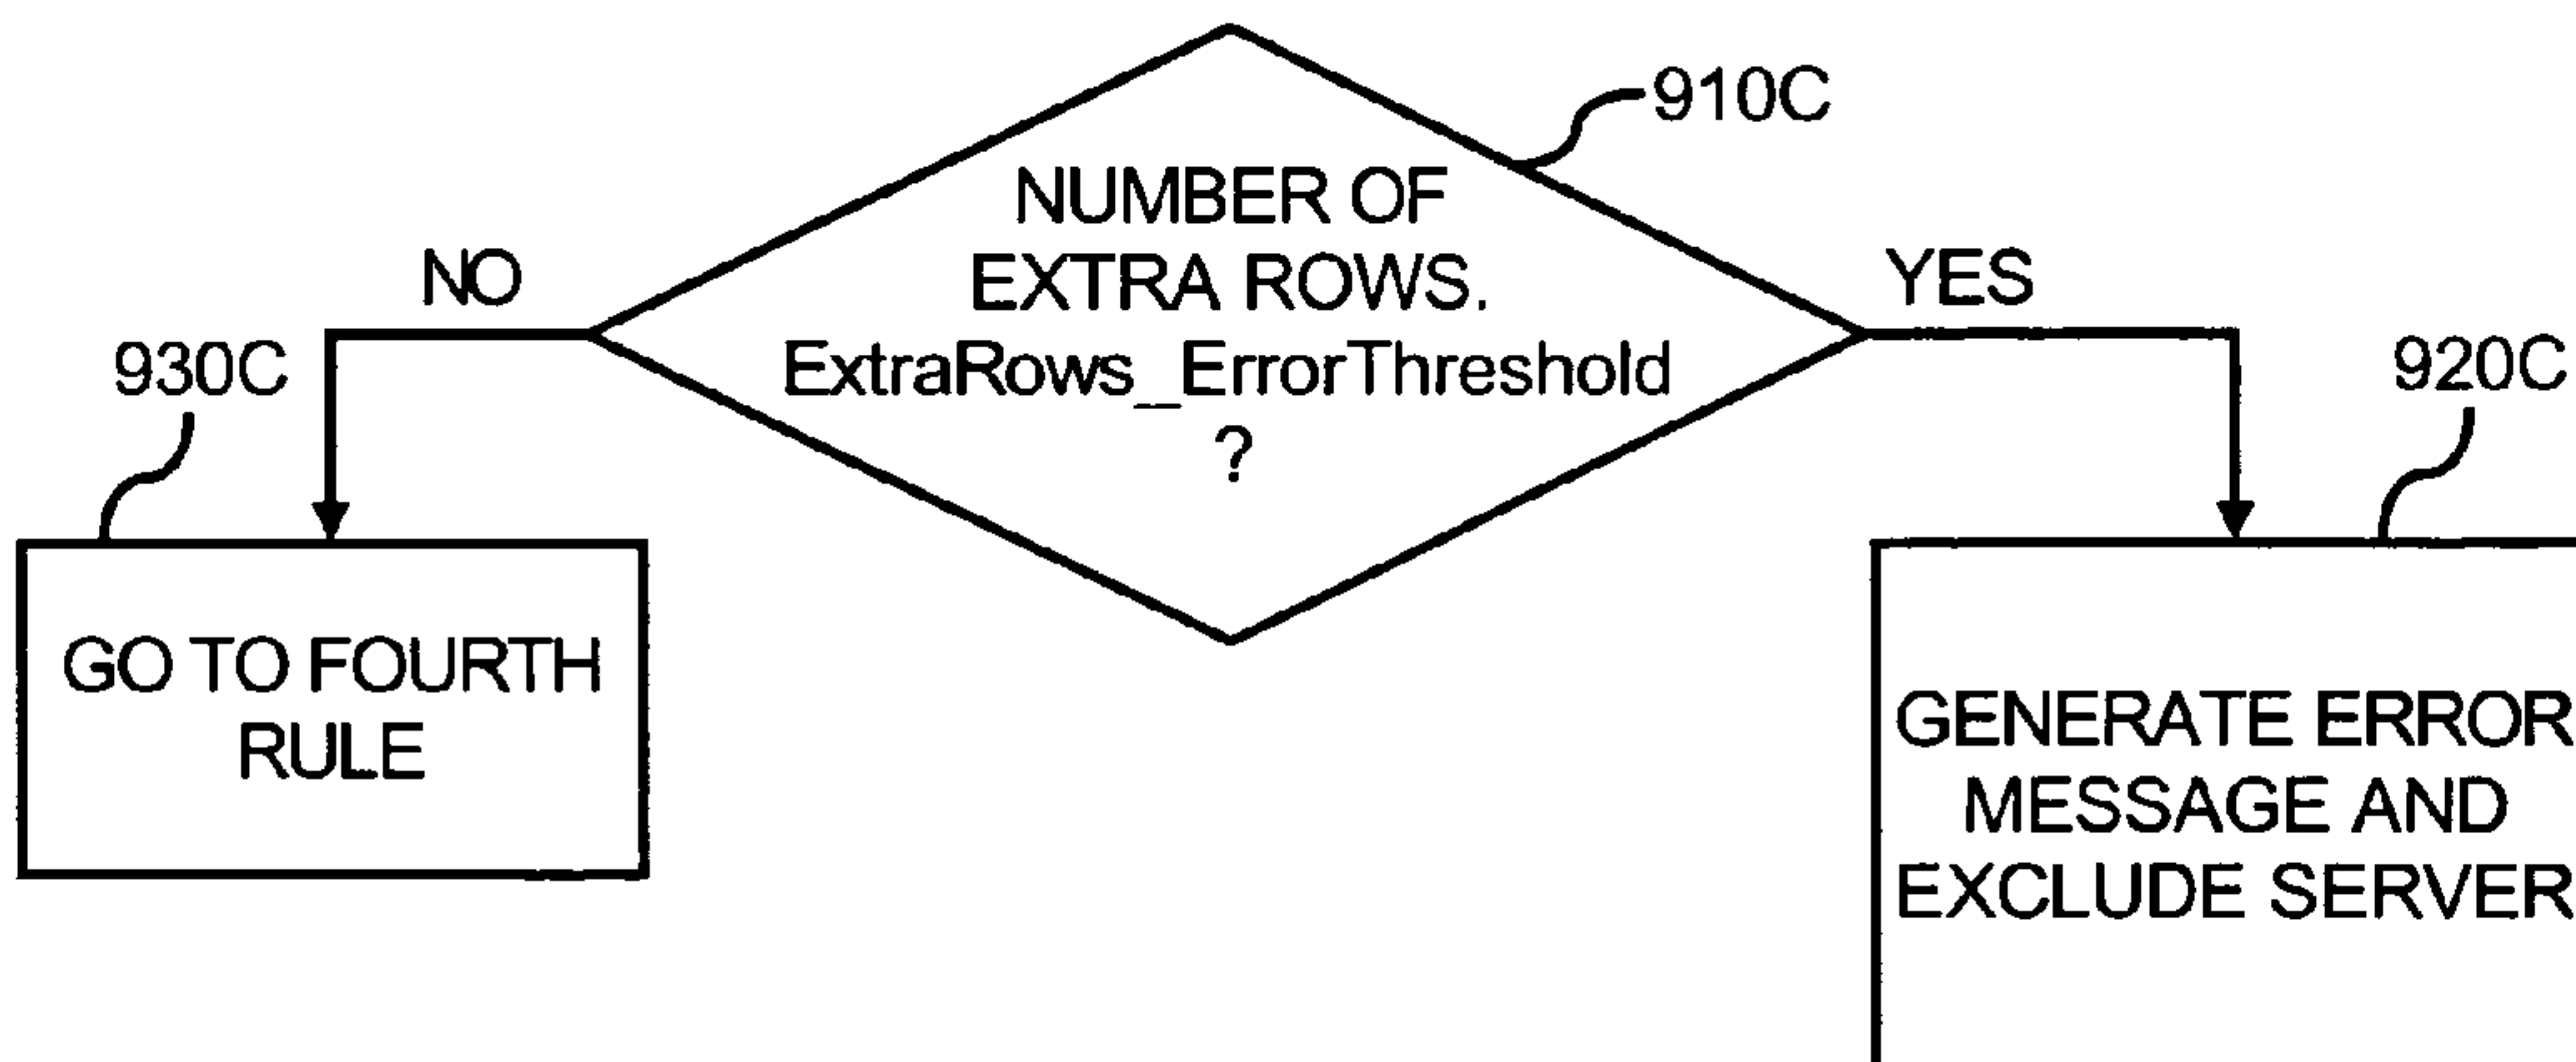 910C
NUMBER OF
EXTRA ROWS.
ExtraRows_ErrorThreshold
?
NO
YES
930C
920C
GO TO FOURTH
RULE
GENERATE ERROR
MESSAGE AND
EXCLUDE SERVER